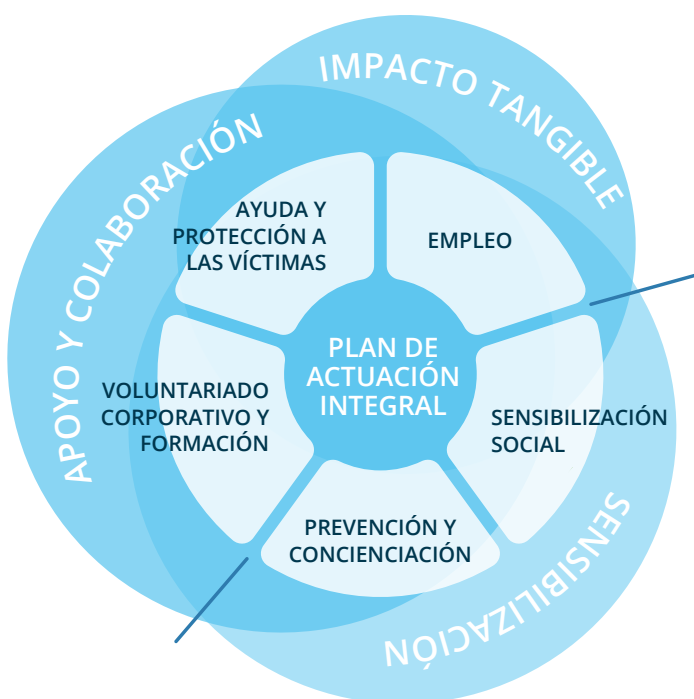 IMPACTO TANGIBLE
APOYO Y COLABORACIÓN
AYUDA Y
PROTECCIÓN A
LAS VÍCTIMAS
EMPLEO
PLAN DE
ACTUACIÓN
INTEGRAL
VOLUNTARIADO
CORPORATIVO Y
FORMACIÓN
SENSIBILIZACIÓN
SOCIAL
PREVENCIÓN Y
CONCIENCIACIÓN
SENSIBILIZACIÓN